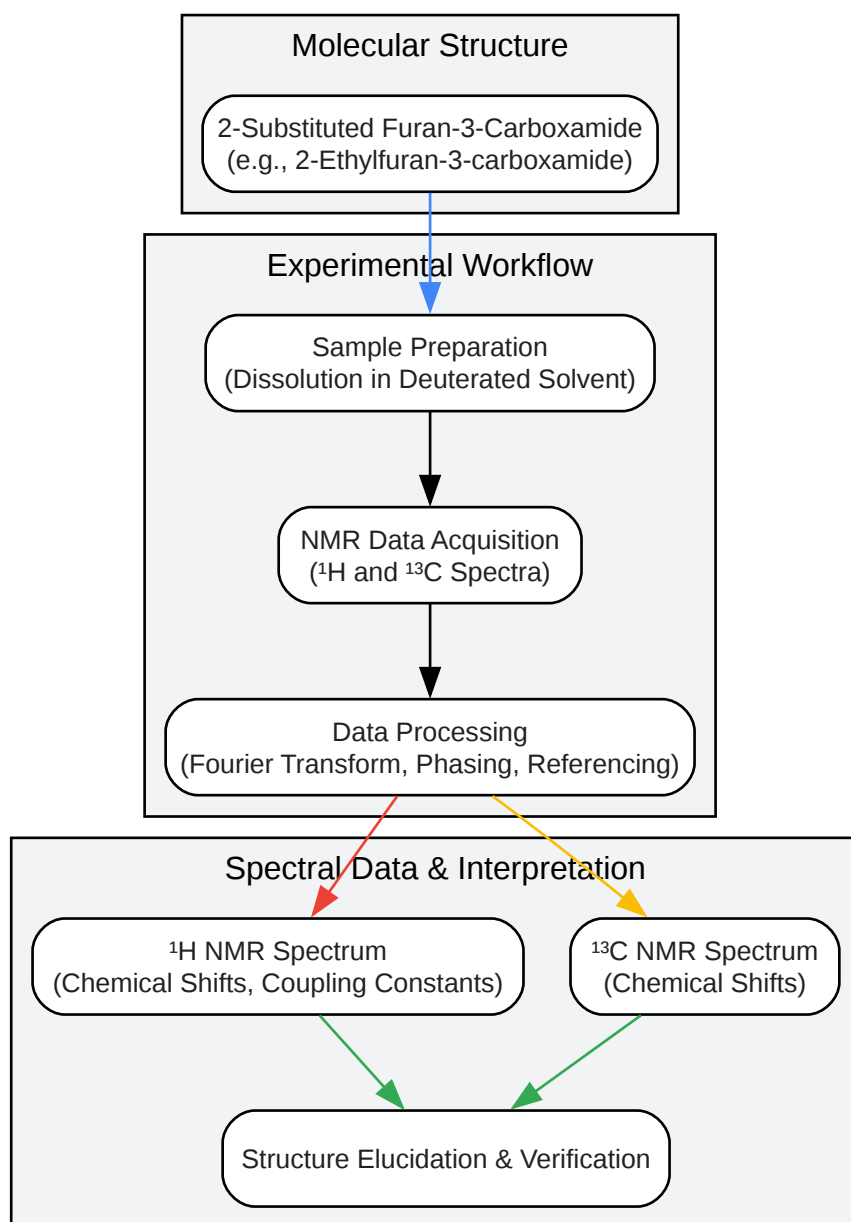 Molecular Structure
2-Substituted Furan-3-Carboxamide
(e.g., 2-Ethylfuran-3-carboxamide)
Experimental Workflow
Sample Preparation
(Dissolution in Deuterated Solvent)
NMR Data Acquisition
(¹H and ¹³C Spectra)
Data Processing
(Fourier Transform, Phasing, Referencing)
Spectral Data & Interpretation
¹H NMR Spectrum
(Chemical Shifts, Coupling Constants)
¹³C NMR Spectrum
(Chemical Shifts)
Structure Elucidation & Verification